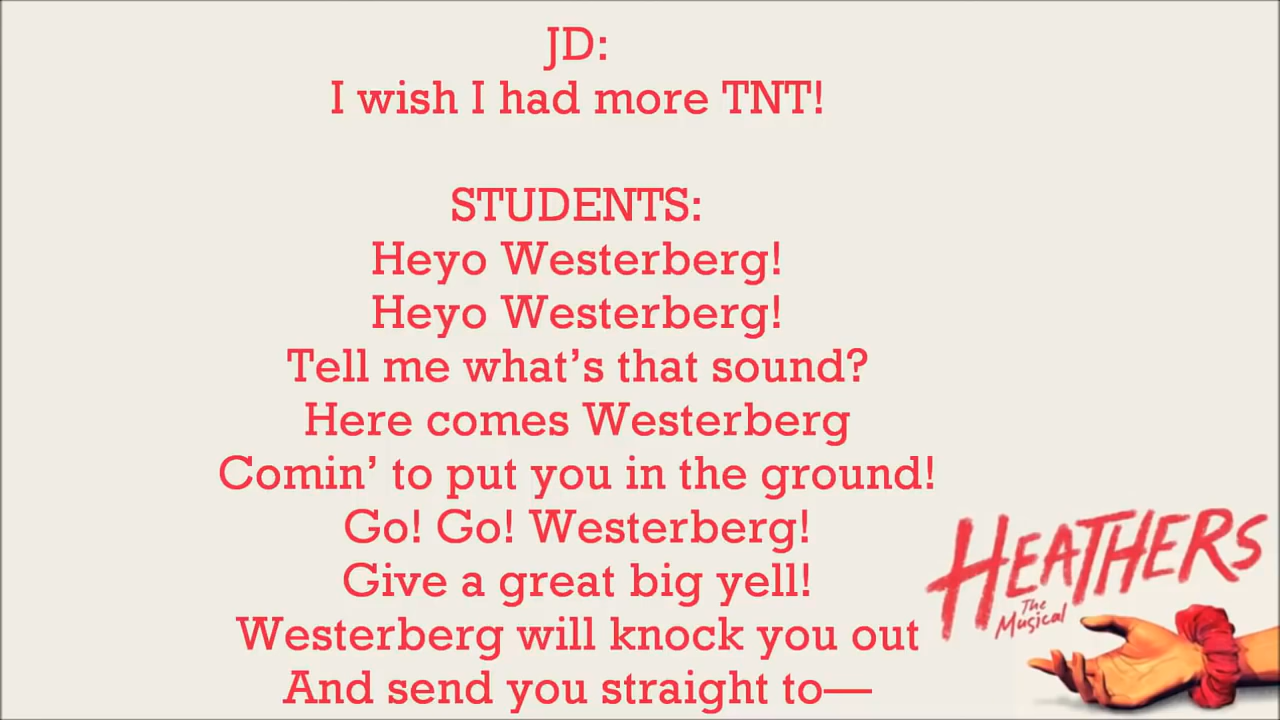 JD:
I wish I had more TNT!
STUDENTS:
Heyo Westerberg!
Heyo Westerberg!
Tell me what’s that sound?
Here comes Westerberg
Comin’ to put you in the ground!
Go! Go! Westerberg!
Give a great big yell!
Westerberg will knock you out
And send you straight to—
HEATHERS
The
Musical